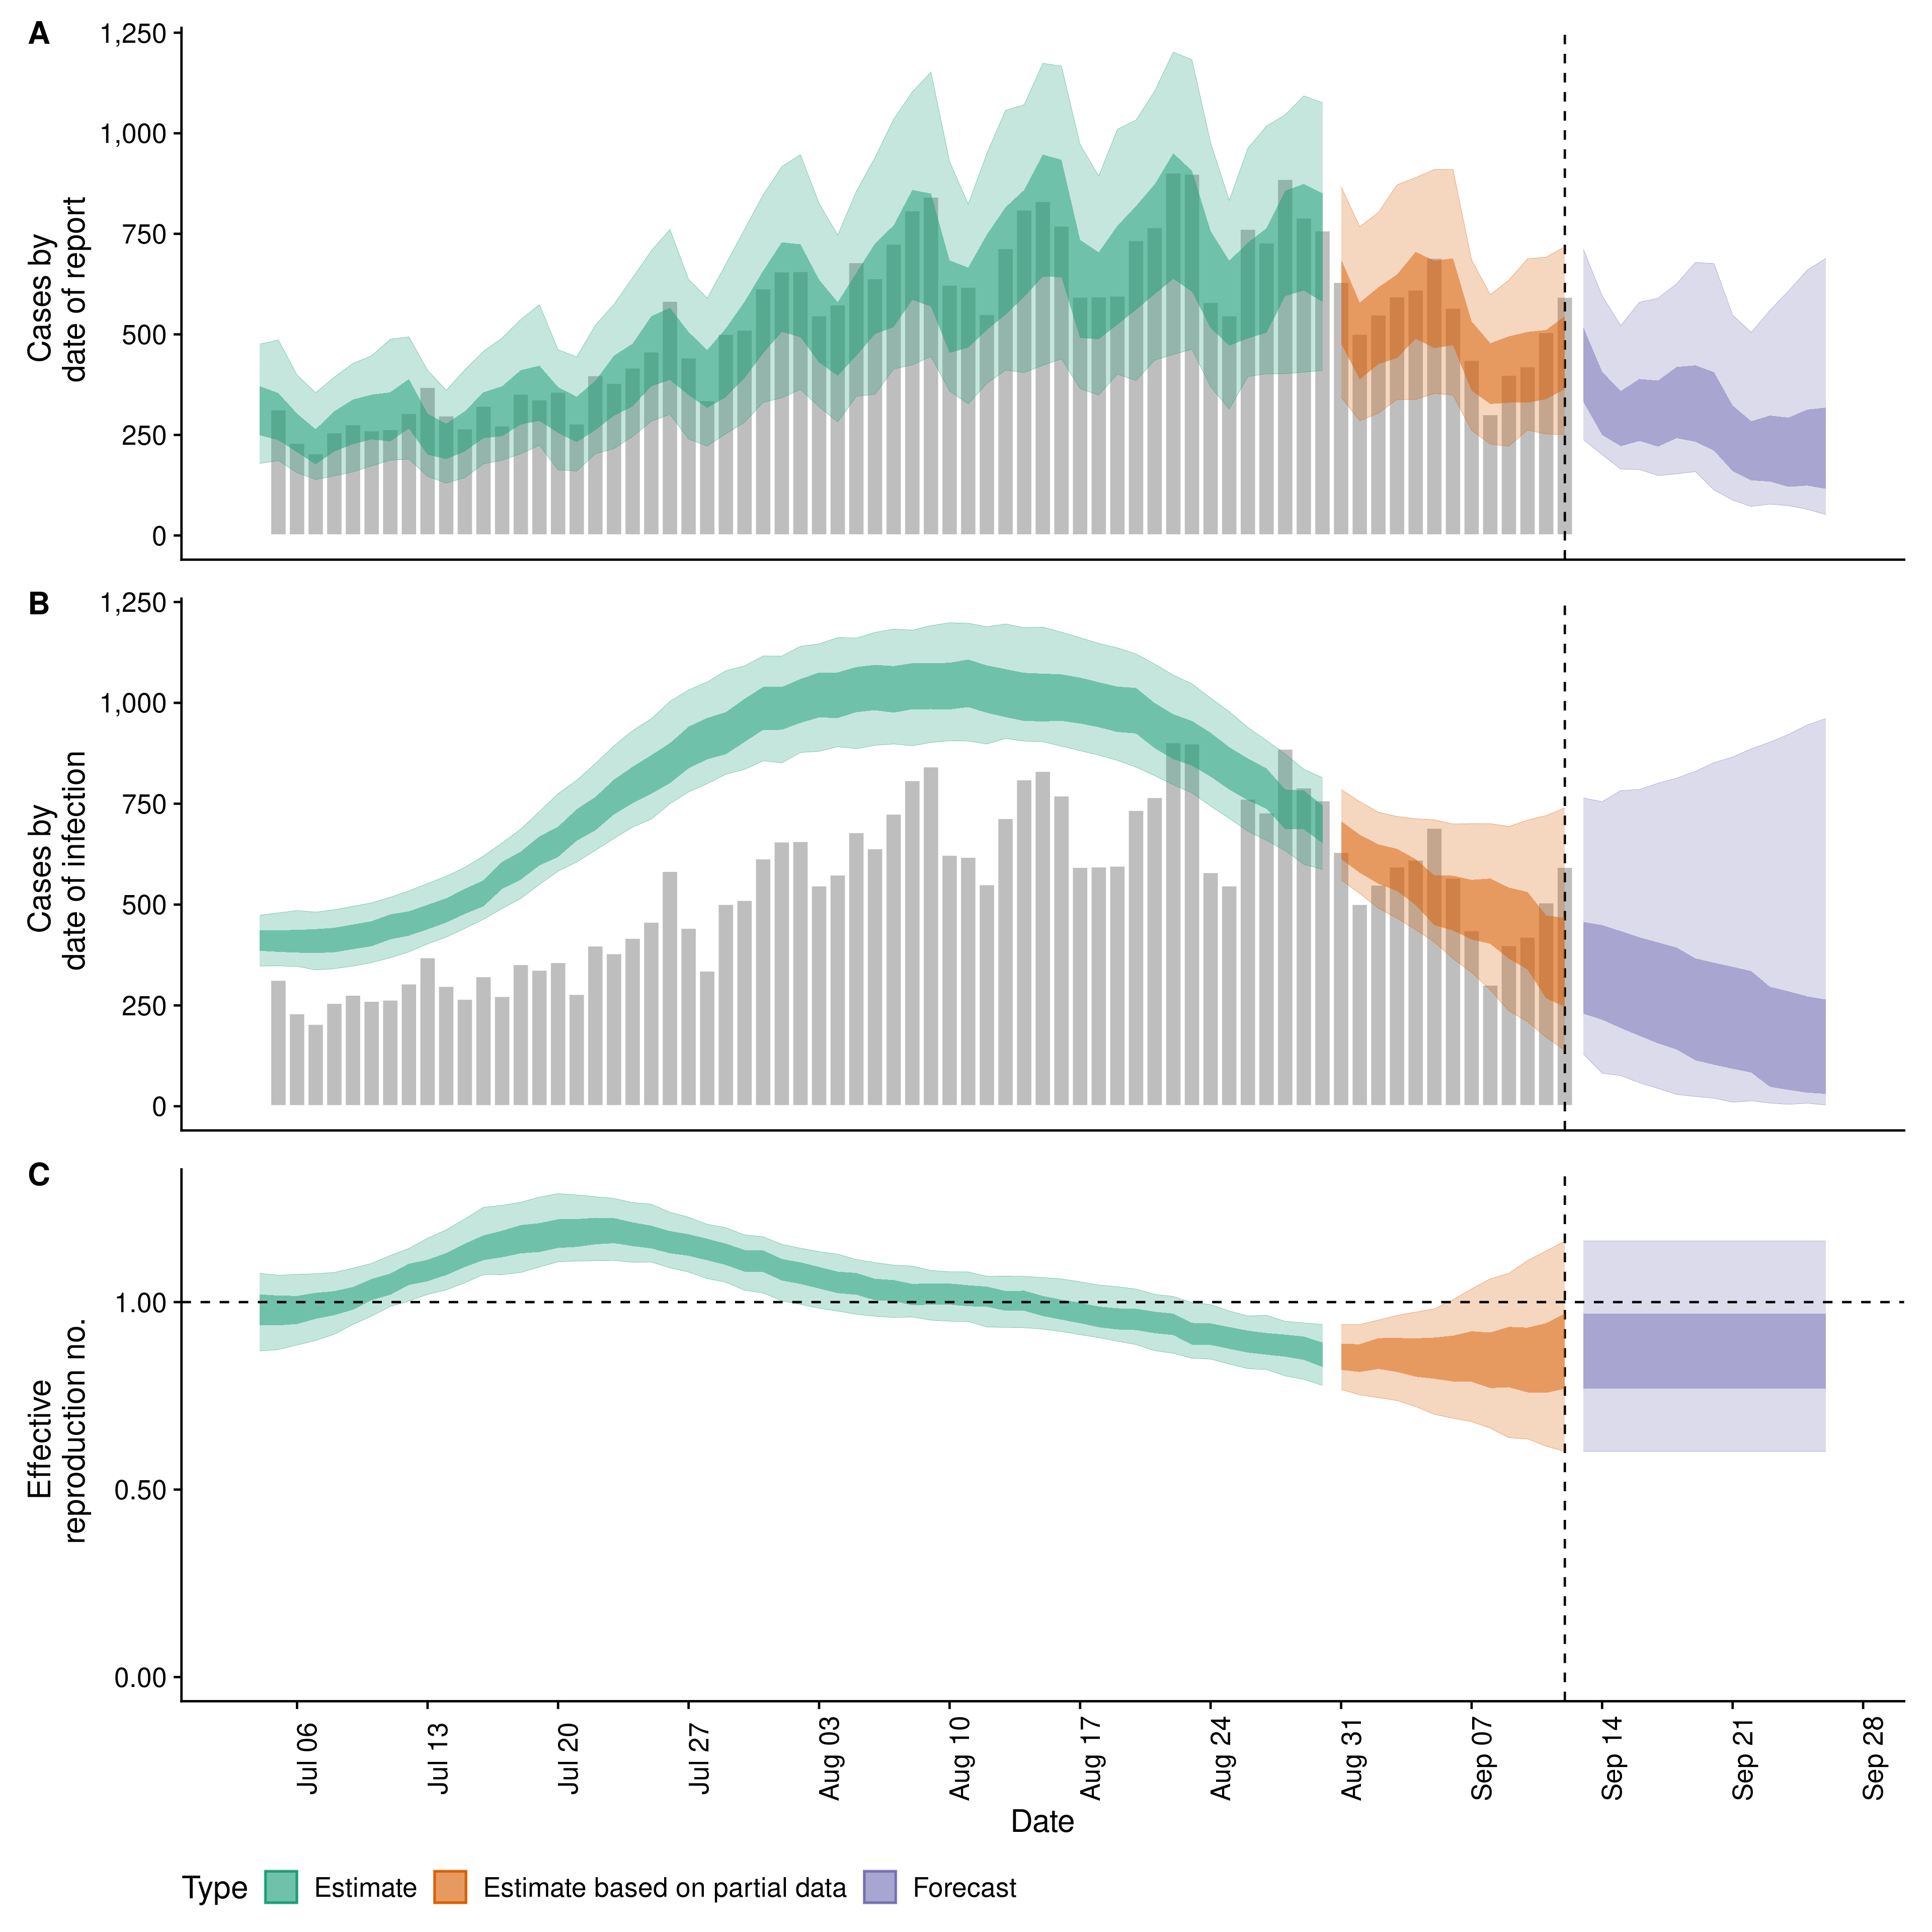 A
1,250
1,000
750
500
250
0
Cases by
date of report
B
1,250
1,000
750
500
250
0
Cases by
date of infection
C
1.00
0.50
0.00
Effective
reproduction no.
Jul 06
Jul 13
Jul 20
Jul 27
Aug 03
Aug 10
Aug 17
Aug 24
Aug 31
Sep 07
Sep 14
Sep 21
Sep 28
Date
Type Estimate Estimate based on partial data Forecast